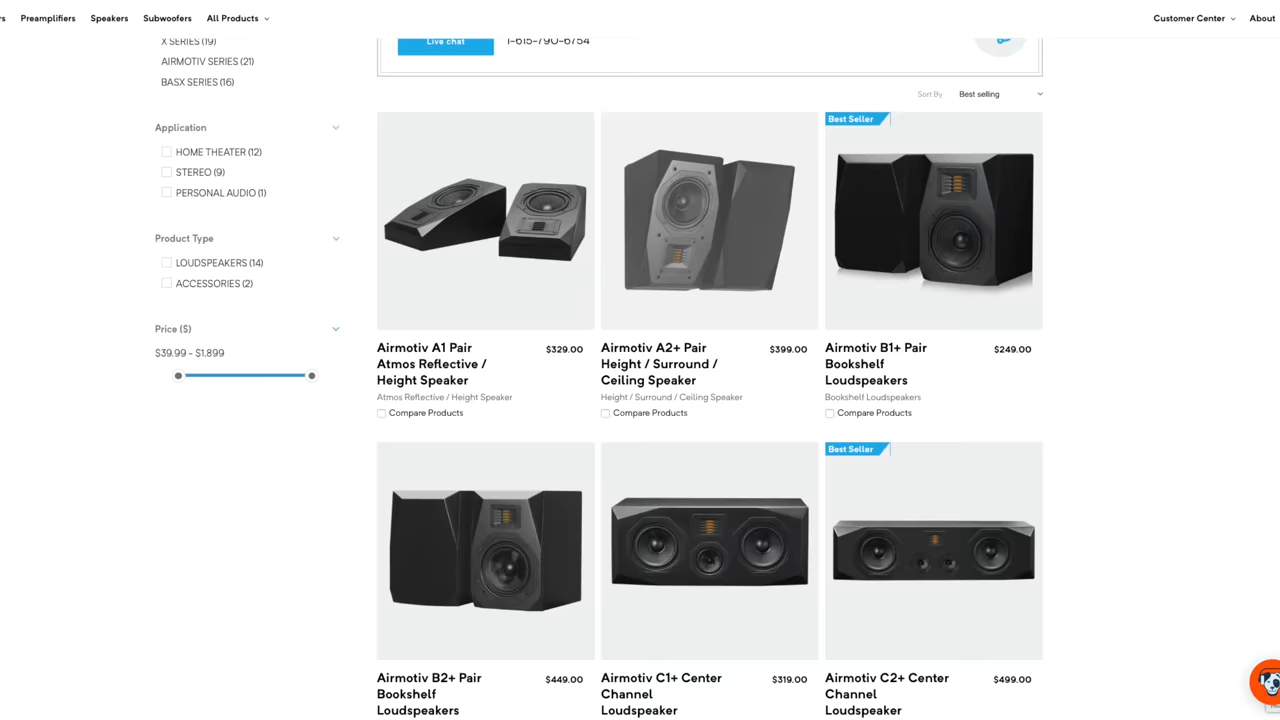 Preamplifiers Speakers Subwoofers All Products Customer Center About
X SERIES (19)
AIRMOTIV SERIES (21)
BASX SERIES (16)
Live chat 1-615-790-6754
Sort By Best selling
Application
HOME THEATER (12)
STEREO (9)
PERSONAL AUDIO (1)
Product Type
LOUDSPEAKERS (14)
ACCESSORIES (2)
Price ($)
$39.99 - $1.899
Best Seller
Airmotiv A1 Pair $329.00
Atmos Reflective /
Height Speaker
Atmos Reflective / Height Speaker
Compare Products
Airmotiv A2+ Pair $399.00
Height / Surround /
Ceiling Speaker
Height / Surround / Ceiling Speaker
Compare Products
Airmotiv B1+ Pair $249.00
Bookshelf
Loudspeakers
Bookshelf Loudspeakers
Compare Products
Best Seller
Airmotiv B2+ Pair $449.00
Bookshelf
Loudspeakers
Airmotiv C1+ Center $319.00
Channel
Loudspeaker
Airmotiv C2+ Center $499.00
Channel
Loudspeaker